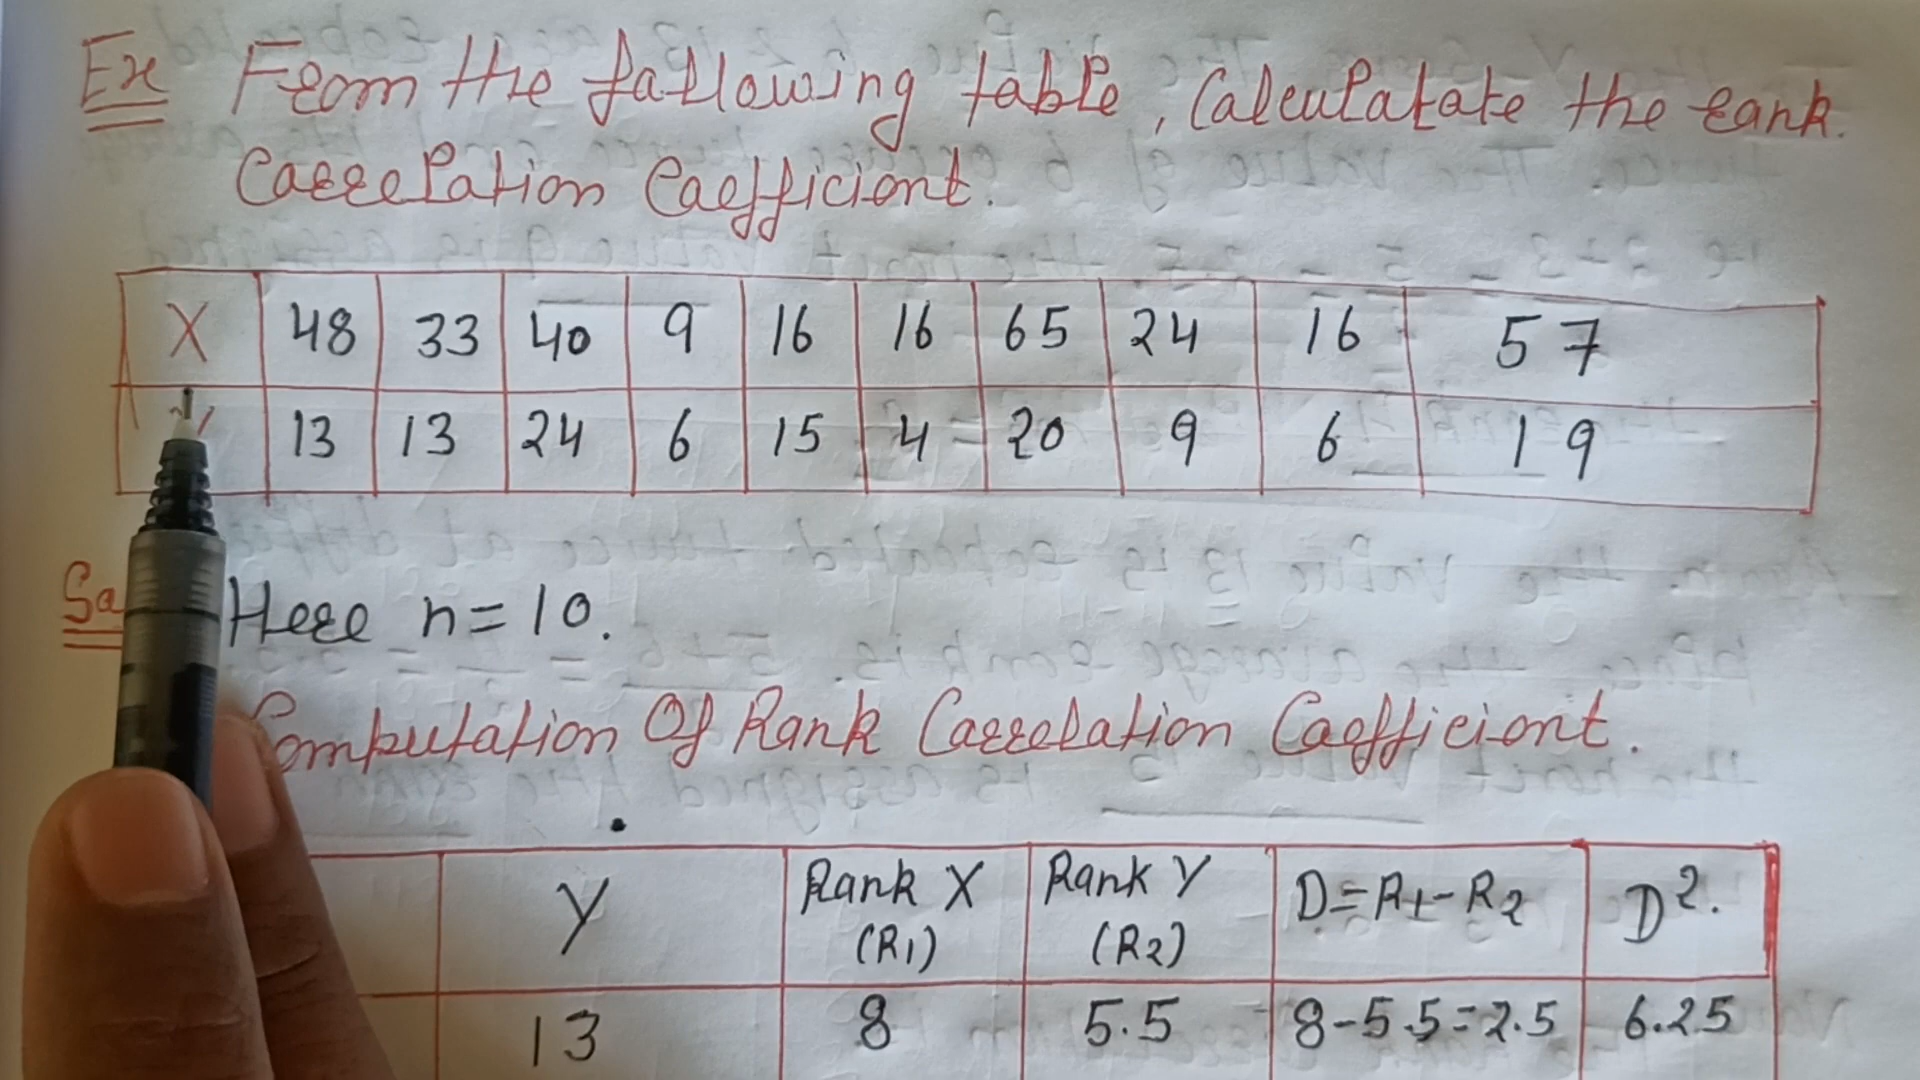 Ex From the following table, Calculatate the rank.
Correlation Coefficient.
X 48 33 40 9 16 16 65 24 16 57
13 13 24 6 15 4 20 9 6 19
So
Here n=10.
Computation Of Rank Correlation Coefficient.
Y Rank X (R1) Rank Y (R2) D=R1-R2 D2.
13 8 5.5 8-5.5=2.5 6.25